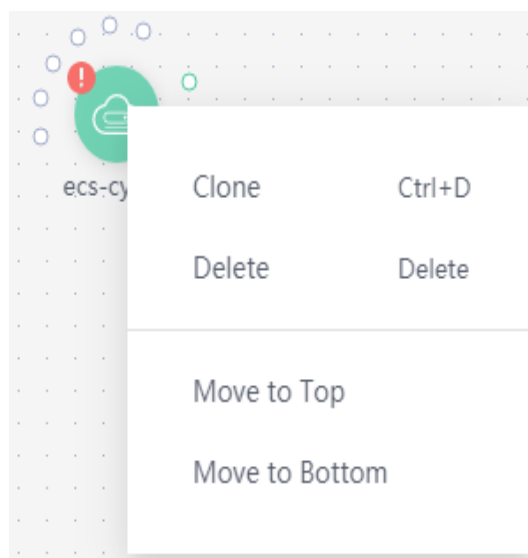 !
ecs-cy
Clone Ctrl+D
Delete Delete
Move to Top
Move to Bottom